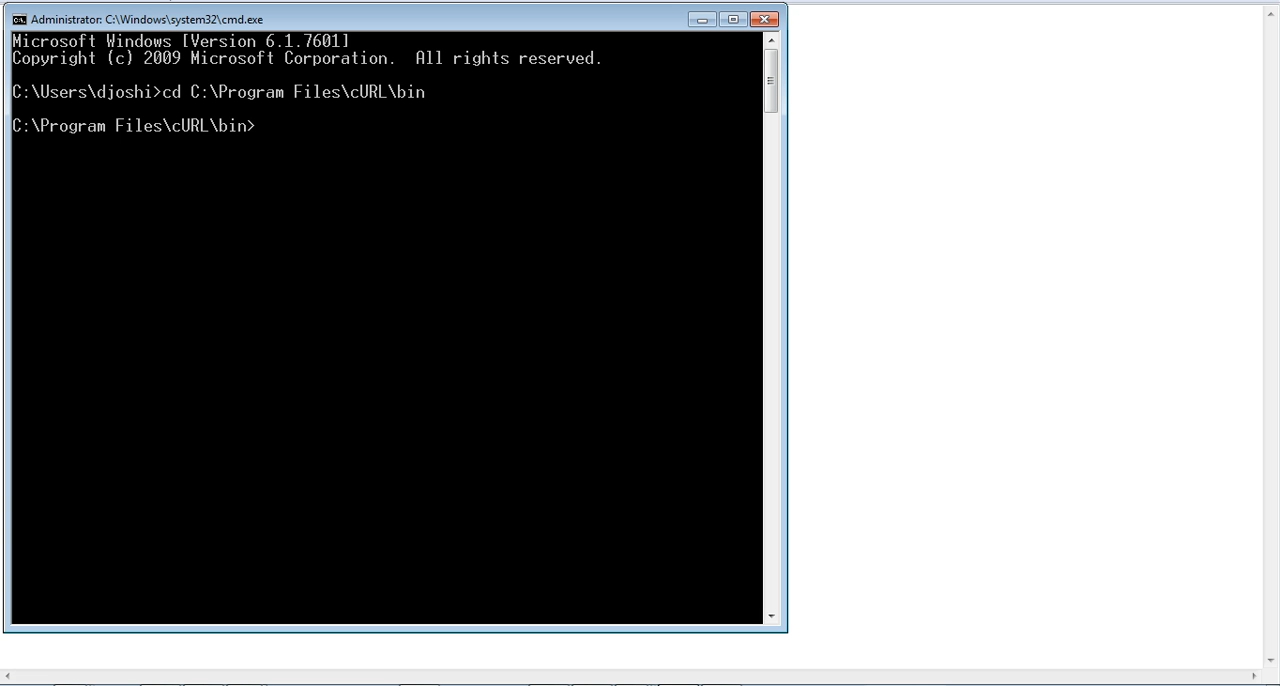 Administrator: C:\Windows\system32\cmd.exe
Microsoft Windows [Version 6.1.7601]
Copyright (c) 2009 Microsoft Corporation.  All rights reserved.
C:\Users\djoshi>cd C:\Program Files\cURL\bin
C:\Program Files\cURL\bin>